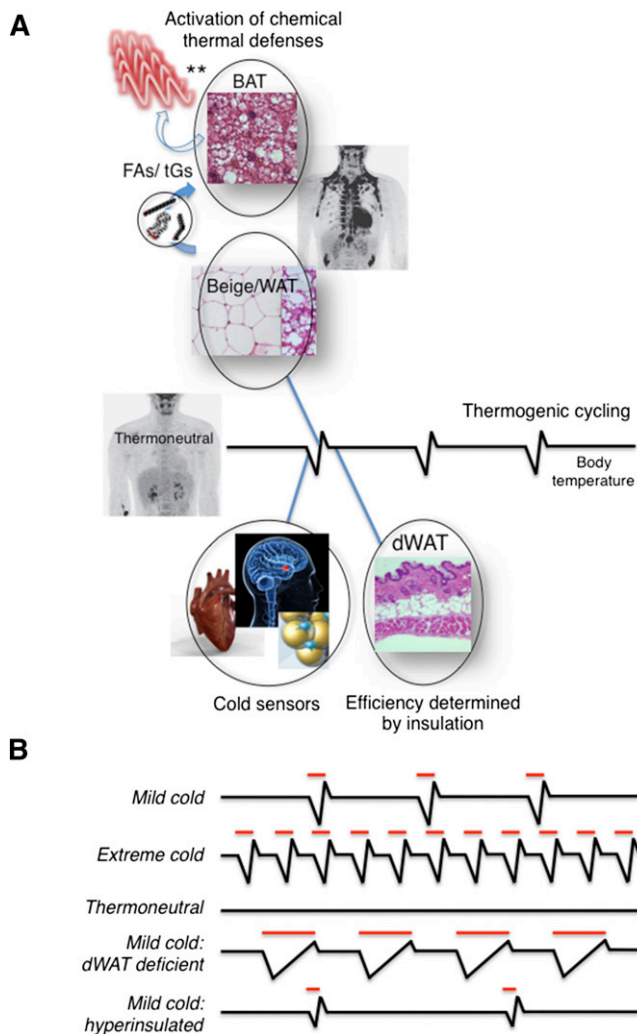 A
Activation of chemical
thermal defenses
**
BAT
FAs/ tGs
Beige/WAT
Thermogenic cycling
Thermoneutral
Body
temperature
dWAT
Cold sensors
Efficiency determined
by insulation
B
Mild cold
Extreme cold
Thermoneutral
Mild cold:
dWAT deficient
Mild cold:
hyperinsulated